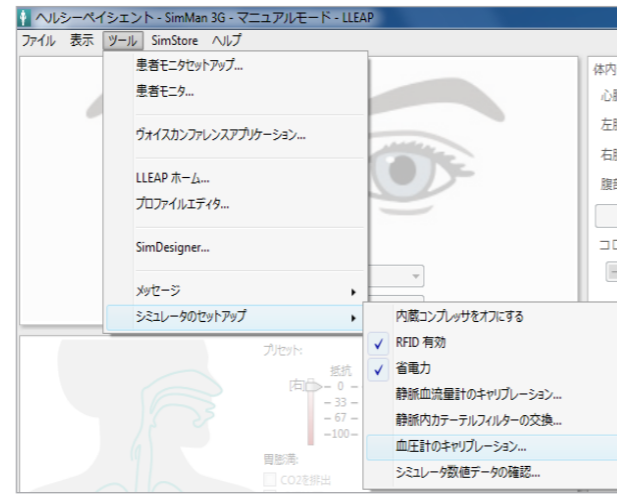 ヘルシーペイシェント - SimMan 3G - マニュアルモード - LLEAP
ファイル 表示 ツール SimStore ヘルプ
患者モニタセットアップ...
患者モニタ...
ヴォイスカンファレンスアプリケーション...
LLEAP ホーム...
プロファイルエディタ...
SimDesigner...
メッセージ
シミュレータのセットアップ
内蔵コンプレッサをオフにする
RFID 有効
省電力
静脈血流量計のキャリブレーション...
静脈内カテーテルフィルターの交換...
血圧計のキャリブレーション...
シミュレータ数値データの確認...
体内
心
左
右
腹
コ
プリセット:
抵抗
[右]
0
33
67
100
胃膨満:
CO2を排出